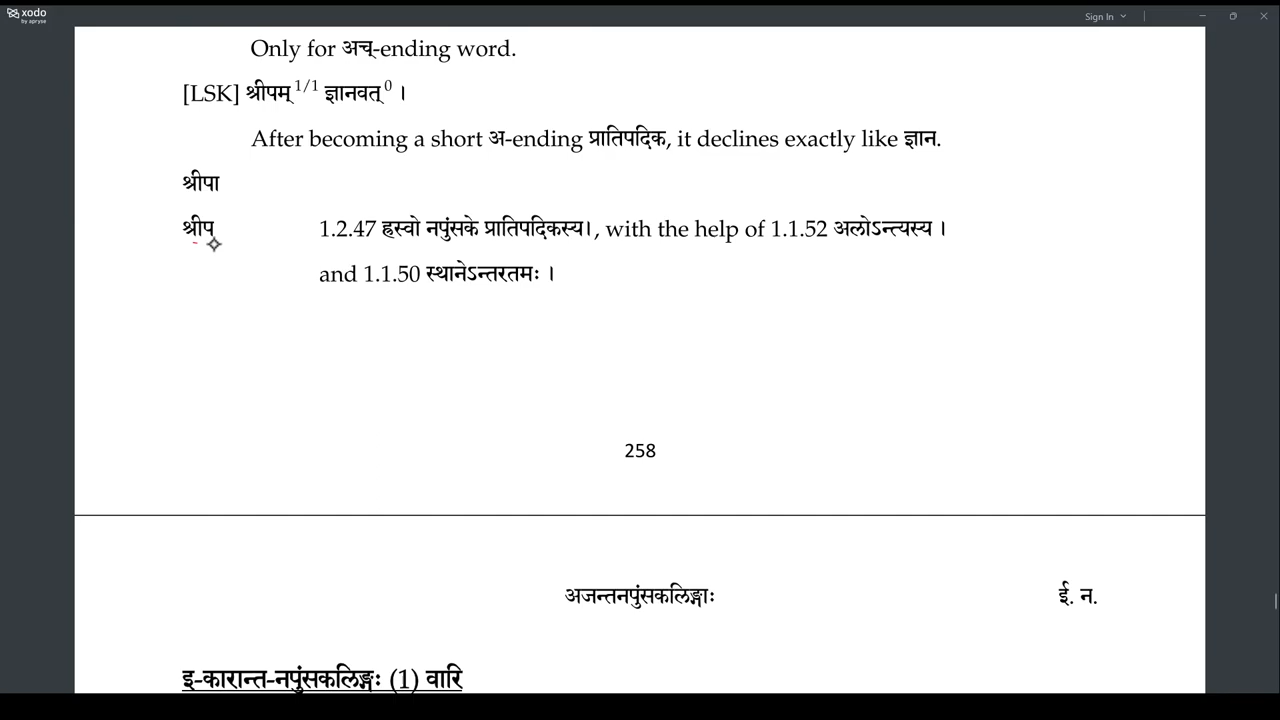 xodo
by apryse
Sign In
Only for अच्-ending word.
[LSK] श्रीपम् 1/1 ज्ञानवत् 0 ।
After becoming a short अ-ending प्रातिपदिक, it declines exactly like ज्ञान.
श्रीपा
श्रीप 1.2.47 ह्रस्वो नपुंसके प्रातिपदिकस्य।, with the help of 1.1.52 अलोऽन्त्यस्य ।
and 1.1.50 स्थानेऽन्तरतमः ।
258
अजन्तनपुंसकलिङ्गाः ई. न.
इ-कारान्त-नपुंसकलिङ्गः (1) वारि